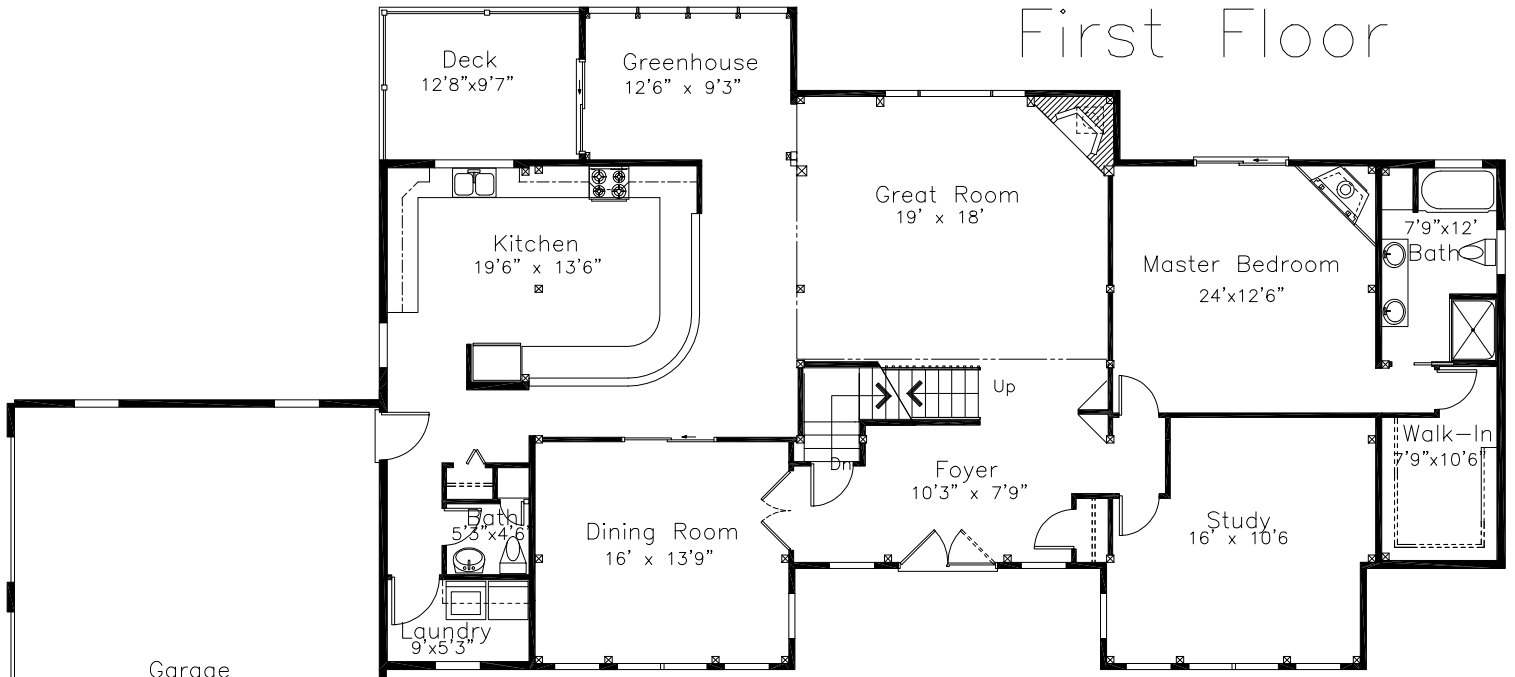 First Floor
Deck
12'8"x9'7"
Greenhouse
12'6" x 9'3"
Great Room
19' x 18'
Kitchen
19'6" x 13'6"
Master Bedroom
24'x12'6"
7'9"x12'
Bath
Up
Dn
Foyer
10'3" x 7'9"
Walk-In
7'9"x10'6"
Bath
5'3"x4'6"
Dining Room
16' x 13'9"
Study
16' x 10'6
Laundry
9'x5'3"
Garage